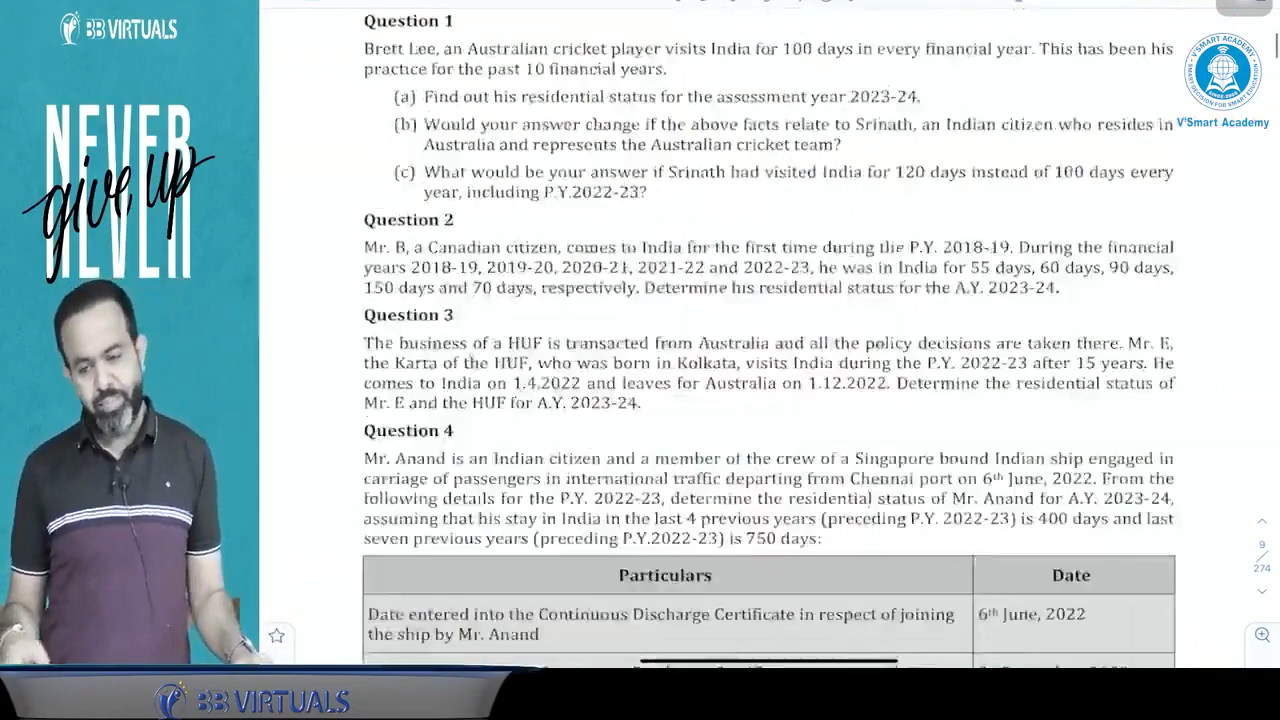 BB VIRTUALS
NEVER
give up
NEVER
Question 1
Brett Lee, an Australian cricket player visits India for 100 days in every financial year. This has been his
practice for the past 10 financial years.
(a) Find out his residential status for the assessment year 2023-24.
(b) Would your answer change if the above facts relate to Srinath, an Indian citizen who resides in
Australia and represents the Australian cricket team?
(c) What would be your answer if Srinath had visited India for 120 days instead of 100 days every
year, including P.Y.2022-23?
Question 2
Mr. B, a Canadian citizen, comes to India for the first time during the P.Y. 2018-19. During the financial
years 2018-19, 2019-20, 2020-21, 2021-22 and 2022-23, he was in India for 55 days, 60 days, 90 days,
150 days and 70 days, respectively. Determine his residential status for the A.Y. 2023-24.
Question 3
The business of a HUF is transacted from Australia and all the policy decisions are taken there. Mr. E,
the Karta of the HUF, who was born in Kolkata, visits India during the P.Y. 2022-23 after 15 years. He
comes to India on 1.4.2022 and leaves for Australia on 1.12.2022. Determine the residential status of
Mr. E and the HUF for A.Y. 2023-24.
Question 4
Mr. Anand is an Indian citizen and a member of the crew of a Singapore bound Indian ship engaged in
carriage of passengers in international traffic departing from Chennai port on 6th June, 2022. From the
following details for the P.Y. 2022-23, determine the residential status of Mr. Anand for A.Y. 2023-24,
assuming that his stay in India in the last 4 previous years (preceding P.Y. 2022-23) is 400 days and last
seven previous years (preceding P.Y.2022-23) is 750 days:
Particulars Date
Date entered into the Continuous Discharge Certificate in respect of joining 6th June, 2022
the ship by Mr. Anand
V'SMART ACADEMY
SMART DECISION FOR SMART EDUCATION
V'Smart Academy
9
274
BB VIRTUALS